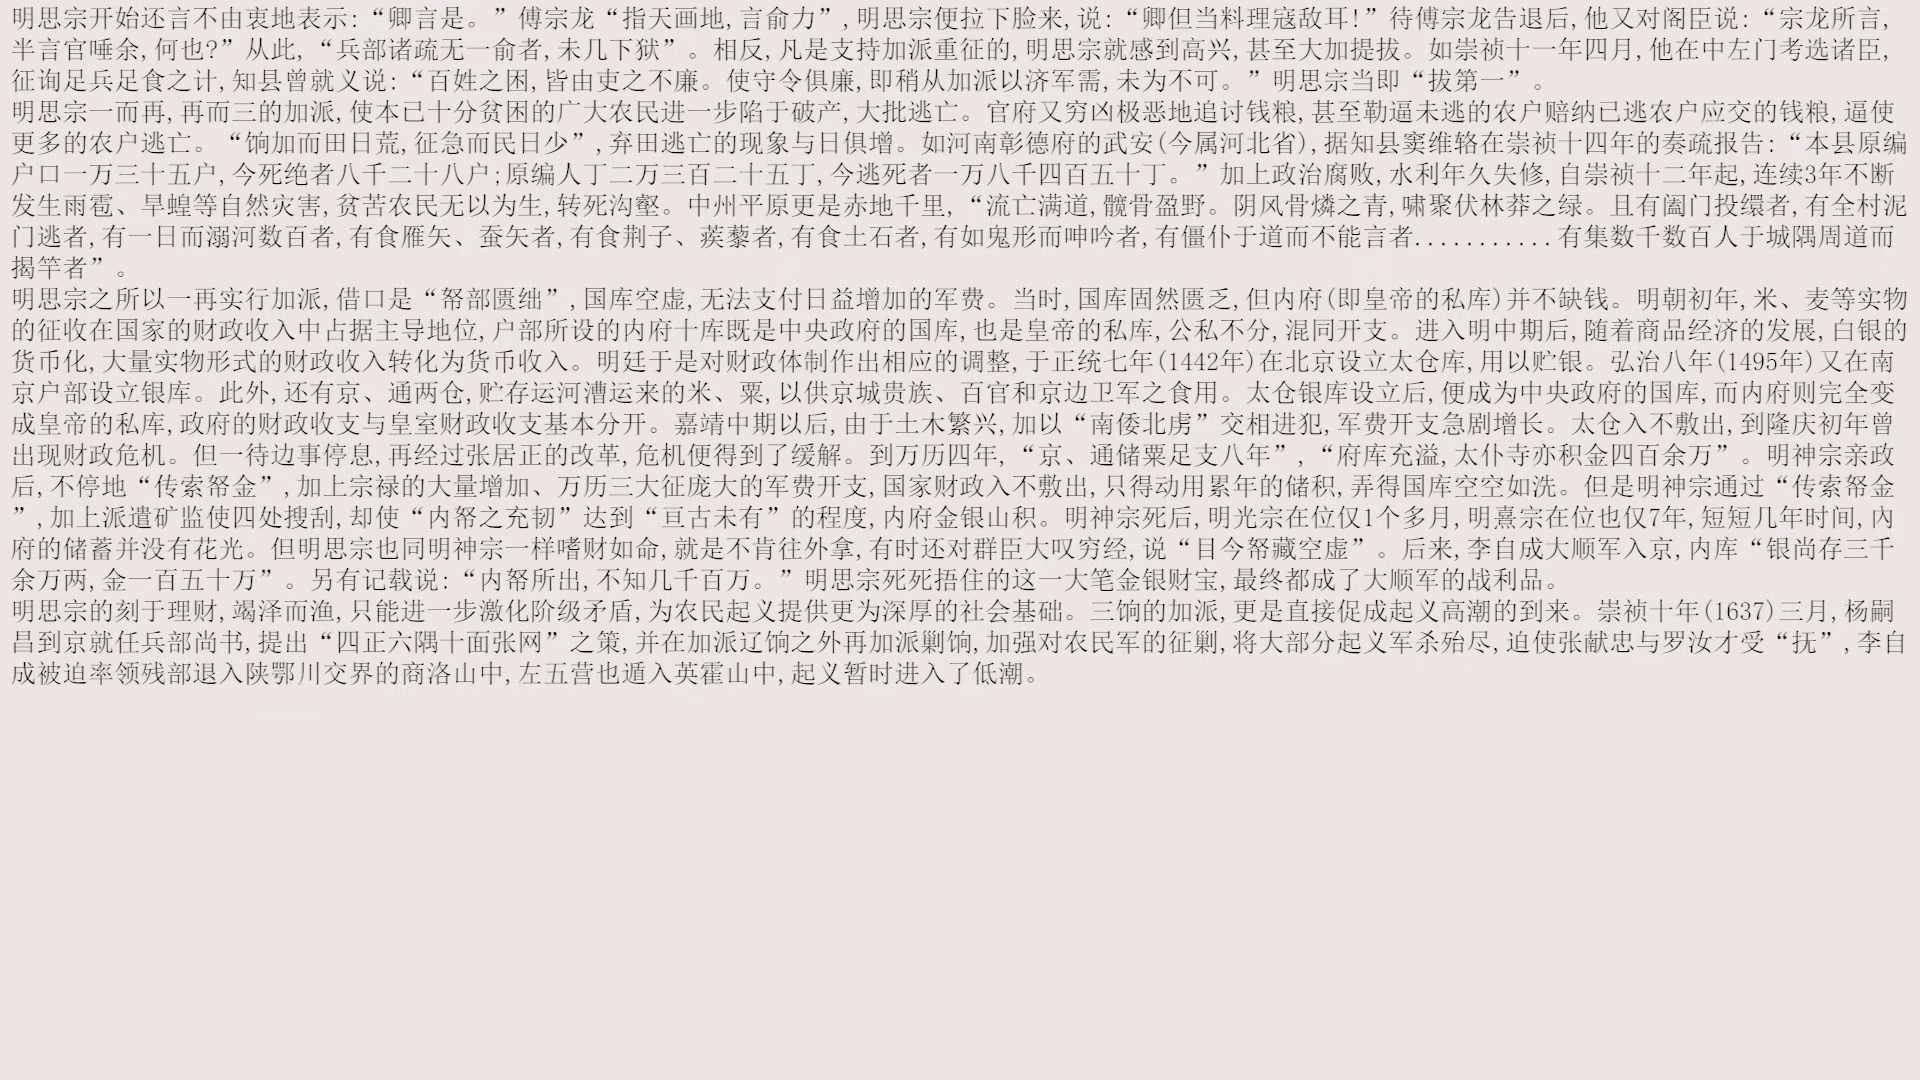 明思宗开始还言不由衷地表示:“卿言是。”傅宗龙“指天画地,言俞力”,明思宗便拉下脸来,说:“卿但当料理寇敌耳!”待傅宗龙告退后,他又对阁臣说:“宗龙所言,
半言官唾余,何也?”从此,“兵部诸疏无一俞者,未几下狱”。相反,凡是支持加派重征的,明思宗就感到高兴,甚至大加提拔。如崇祯十一年四月,他在中左门考选诸臣,
征询足兵足食之计,知县曾就义说:“百姓之困,皆由吏之不廉。使守令俱廉,即稍从加派以济军需,未为不可。”明思宗当即“拔第一”。
明思宗一而再,再而三的加派,使本已十分贫困的广大农民进一步陷于破产,大批逃亡。官府又穷凶极恶地追讨钱粮,甚至勒逼未逃的农户赔纳已逃农户应交的钱粮,逼使
更多的农户逃亡。“饷加而田日荒,征急而民日少”,弃田逃亡的现象与日俱增。如河南彰德府的武安(今属河北省),据知县窦维辂在崇祯十四年的奏疏报告:“本县原编
户口一万三十五户,今死绝者八千二十八户;原编人丁二万三百二十五丁,今逃死者一万八千四百五十丁。”加上政治腐败,水利年久失修,自崇祯十二年起,连续3年不断
发生雨雹、旱蝗等自然灾害,贫苦农民无以为生,转死沟壑。中州平原更是赤地千里,“流亡满道,髋骨盈野。阴风骨燐之青,啸聚伏林莽之绿。且有阖门投缳者,有全村泥
门逃者,有一日而溺河数百者,有食雁矢、蚕矢者,有食荆子、蒺藜者,有食土石者,有如鬼形而呻吟者,有僵仆于道而不能言者...........有集数千数百人于城隅周道而
揭竿者”。
明思宗之所以一再实行加派,借口是“帑部匮绌”,国库空虚,无法支付日益增加的军费。当时,国库固然匮乏,但内府(即皇帝的私库)并不缺钱。明朝初年,米、麦等实物
的征收在国家的财政收入中占据主导地位,户部所设的内府十库既是中央政府的国库,也是皇帝的私库,公私不分,混同开支。进入明中期后,随着商品经济的发展,白银的
货币化,大量实物形式的财政收入转化为货币收入。明廷于是对财政体制作出相应的调整,于正统七年(1442年)在北京设立太仓库,用以贮银。弘治八年(1495年)又在南
京户部设立银库。此外,还有京、通两仓,贮存运河漕运来的米、粟,以供京城贵族、百官和京边卫军之食用。太仓银库设立后,便成为中央政府的国库,而内府则完全变
成皇帝的私库,政府的财政收支与皇室财政收支基本分开。嘉靖中期以后,由于土木繁兴,加以“南倭北虏”交相进犯,军费开支急剧增长。太仓入不敷出,到隆庆初年曾
出现财政危机。但一待边事停息,再经过张居正的改革,危机便得到了缓解。到万历四年,“京、通储粟足支八年”,“府库充溢,太仆寺亦积金四百余万”。明神宗亲政
后,不停地“传索帑金”,加上宗禄的大量增加、万历三大征庞大的军费开支,国家财政入不敷出,只得动用累年的储积,弄得国库空空如洗。但是明神宗通过“传索帑金
”,加上派遣矿监使四处搜刮,却使“内帑之充韧”达到“亘古未有”的程度,内府金银山积。明神宗死后,明光宗在位仅1个多月,明熹宗在位也仅7年,短短几年时间,內
府的储蓄并没有花光。但明思宗也同明神宗一样嗜财如命,就是不肯往外拿,有时还对群臣大叹穷经,说“目今帑藏空虚”。后来,李自成大顺军入京,内库“银尚存三千
余万两,金一百五十万”。另有记载说:“内帑所出,不知几千百万。”明思宗死死捂住的这一大笔金银财宝,最终都成了大顺军的战利品。
明思宗的刻于理财,竭泽而渔,只能进一步激化阶级矛盾,为农民起义提供更为深厚的社会基础。三饷的加派,更是直接促成起义高潮的到来。崇祯十年(1637)三月,杨嗣
昌到京就任兵部尚书,提出“四正六隅十面张网”之策,并在加派辽饷之外再加派剿饷,加强对农民军的征剿,将大部分起义军杀殆尽,迫使张献忠与罗汝才受“抚”,李自
成被迫率领残部退入陕鄂川交界的商洛山中,左五营也遁入英霍山中,起义暂时进入了低潮。